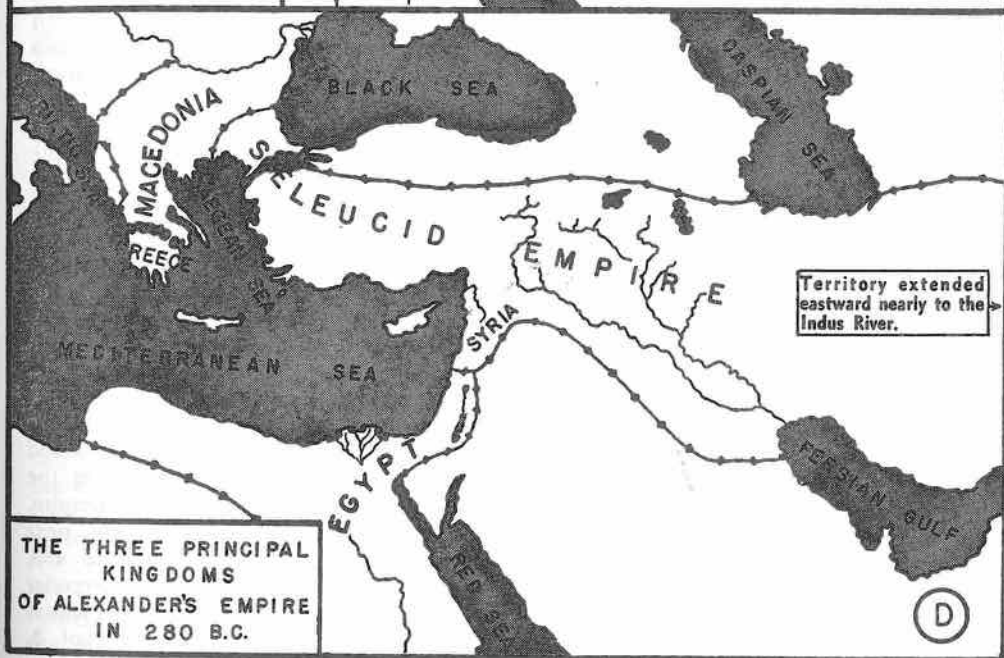 BLACK SEA
CASPIAN SEA
MACEDONIA
SELEUCID EMPIRE
AEGEAN SEA
REECE
Territory extended
eastward nearly to the
Indus River.
SYRIA
MEDITERRANEAN SEA
EGYPT
PERSIAN GULF
RED SEA
THE THREE PRINCIPAL
KINGDOMS
OF ALEXANDER'S EMPIRE
IN 280 B.C.
D